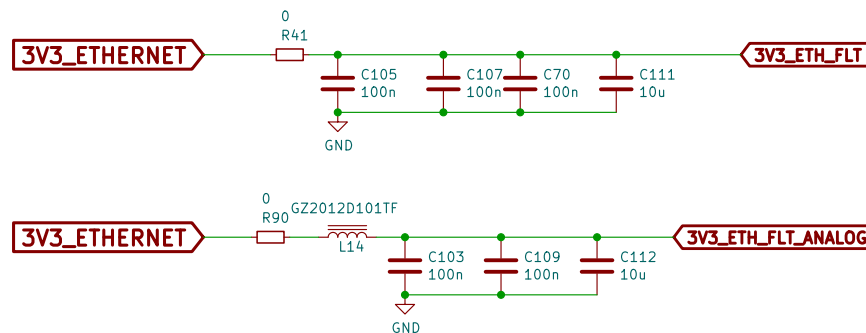 0
R41
3V3_ETHERNET
3V3_ETH_FLT
C105
100n
C107
100n
C70
100n
C111
10u
GND
0
R90
GZ2012D101TF
L14
3V3_ETHERNET
3V3_ETH_FLT_ANALOG
C103
100n
C109
100n
C112
10u
GND